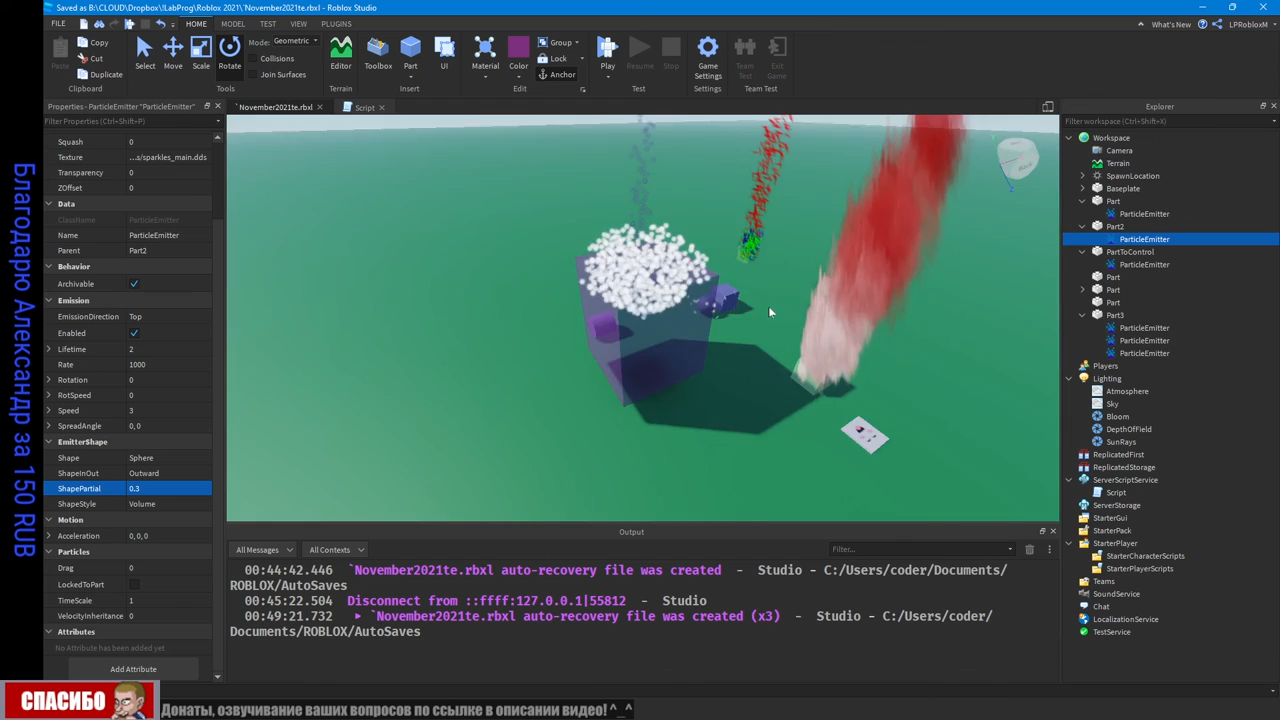 Saved as B:\CLOUD\Dropbox\!LabProg\Roblox 2021\`November2021te.rbxl - Roblox Studio
FILE HOME MODEL TEST VIEW PLUGINS What's New LPRobloxM
Paste Copy Cut Duplicate Clipboard
Select Move Scale Rotate Tools
Mode: Geometric Collisions Join Surfaces
Editor Terrain
Toolbox Part UI Insert
Material Color Group Lock Anchor Edit
Play Resume Stop Test
Game Settings Settings
Team Test Exit Game Team Test
Properties - ParticleEmitter "ParticleEmitter"
Filter Properties (Ctrl+Shift+P)
Squash 0
Texture ...s/sparkles_main.dds
Transparency 0
ZOffset 0
Data
ClassName ParticleEmitter
Name ParticleEmitter
Parent Part2
Behavior
Archivable
Emission
EmissionDirection Top
Enabled
Lifetime 2
Rate 1000
Rotation 0
RotSpeed 0
Speed 3
SpreadAngle 0, 0
EmitterShape
Shape Sphere
ShapeInOut Outward
ShapePartial 0.3
ShapeStyle Volume
Motion
Acceleration 0, 0, 0
Particles
Drag 0
LockedToPart
TimeScale 1
VelocityInheritance 0
Attributes
No Attribute has been added yet
Add Attribute
`November2021te.rbxl Script
Output
All Messages All Contexts Filter...
00:44:42.446 `November2021te.rbxl auto-recovery file was created - Studio - C:/Users/coder/Documents/
ROBLOX/AutoSaves
00:45:22.504 Disconnect from ::ffff:127.0.0.1|55812 - Studio
00:49:21.732 `November2021te.rbxl auto-recovery file was created (x3) - Studio - C:/Users/coder/
Documents/ROBLOX/AutoSaves
Explorer
Filter workspace (Ctrl+Shift+X)
Workspace
Camera
Terrain
SpawnLocation
Baseplate
Part
ParticleEmitter
Part2
ParticleEmitter
PartToControl
ParticleEmitter
Part
Part
Part
Part3
ParticleEmitter
ParticleEmitter
ParticleEmitter
Players
Lighting
Atmosphere
Sky
Bloom
DepthOfField
SunRays
ReplicatedFirst
ReplicatedStorage
ServerScriptService
Script
ServerStorage
StarterGui
StarterPack
StarterPlayer
StarterCharacterScripts
StarterPlayerScripts
Teams
SoundService
Chat
LocalizationService
TestService
Благодарю Александр за 150 RUB
СПАСИБО
Донаты, озвучивание ваших вопросов по ссылке в описании видео! ^_^